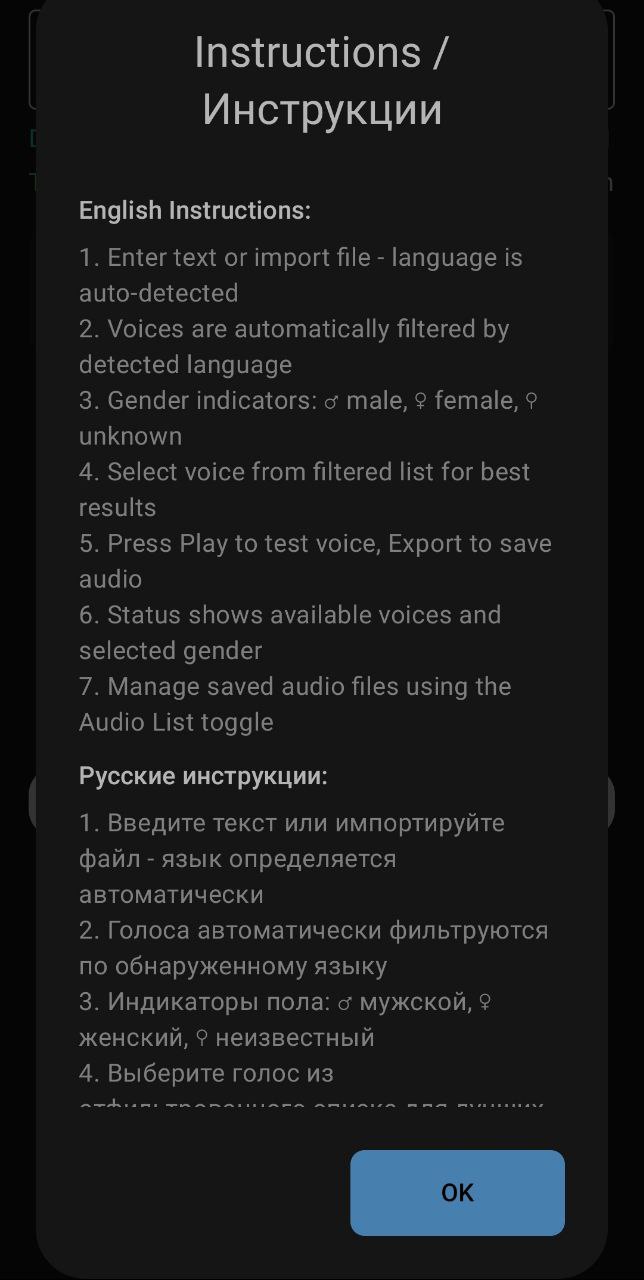 Instructions /
Инструкции
English Instructions:
1. Enter text or import file - language is
auto-detected
2. Voices are automatically filtered by
detected language
3. Gender indicators: ♂ male, ♀ female, ⚲
unknown
4. Select voice from filtered list for best
results
5. Press Play to test voice, Export to save
audio
6. Status shows available voices and
selected gender
7. Manage saved audio files using the
Audio List toggle
Русские инструкции:
1. Введите текст или импортируйте
файл - язык определяется
автоматически
2. Голоса автоматически фильтруются
по обнаруженному языку
3. Индикаторы пола: ♂ мужской, ♀
женский, ⚲ неизвестный
4. Выберите голос из
отфильтрованного списка для лучших
OK